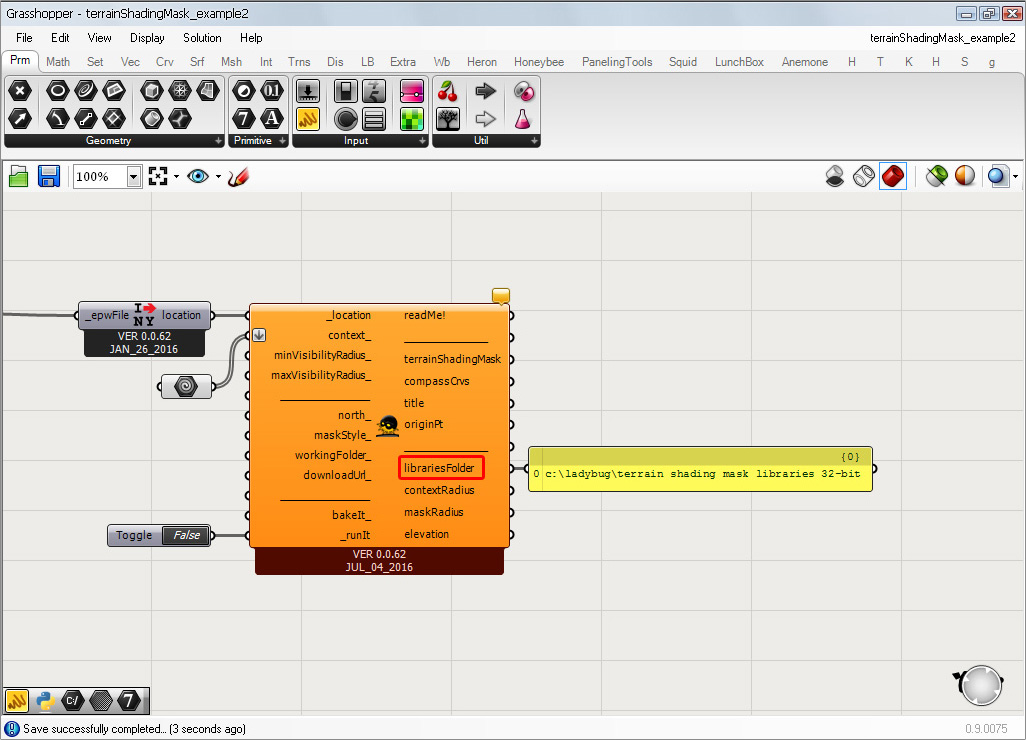 Grasshopper - terrainShadingMask_example2
File Edit View Display Solution Help terrainShadingMask_example2
Prm Math Set Vec Crv Srf Msh Int Trns Dis LB Extra Wb Heron Honeybee PanelingTools Squid LunchBox Anemone H T K H S g
0.1
7 A
Geometry Primitive Input Util
100%
_epwFile I N Y location
VER 0.0.62
JAN_26_2016
_location readMe!
context_
minVisibilityRadius_ terrainShadingMask
maxVisibilityRadius_ compassCrvs
title
north_ originPt
maskStyle_
workingFolder_ librariesFolder
downloadUrl_
contextRadius
bakeIt_ maskRadius
_runIt elevation
VER 0.0.62
JUL_04_2016
Toggle False
{0}
0 c:\ladybug\terrain shading mask libraries 32-bit
C:/ 7
Save successfully completed... (3 seconds ago) 0.9.0075